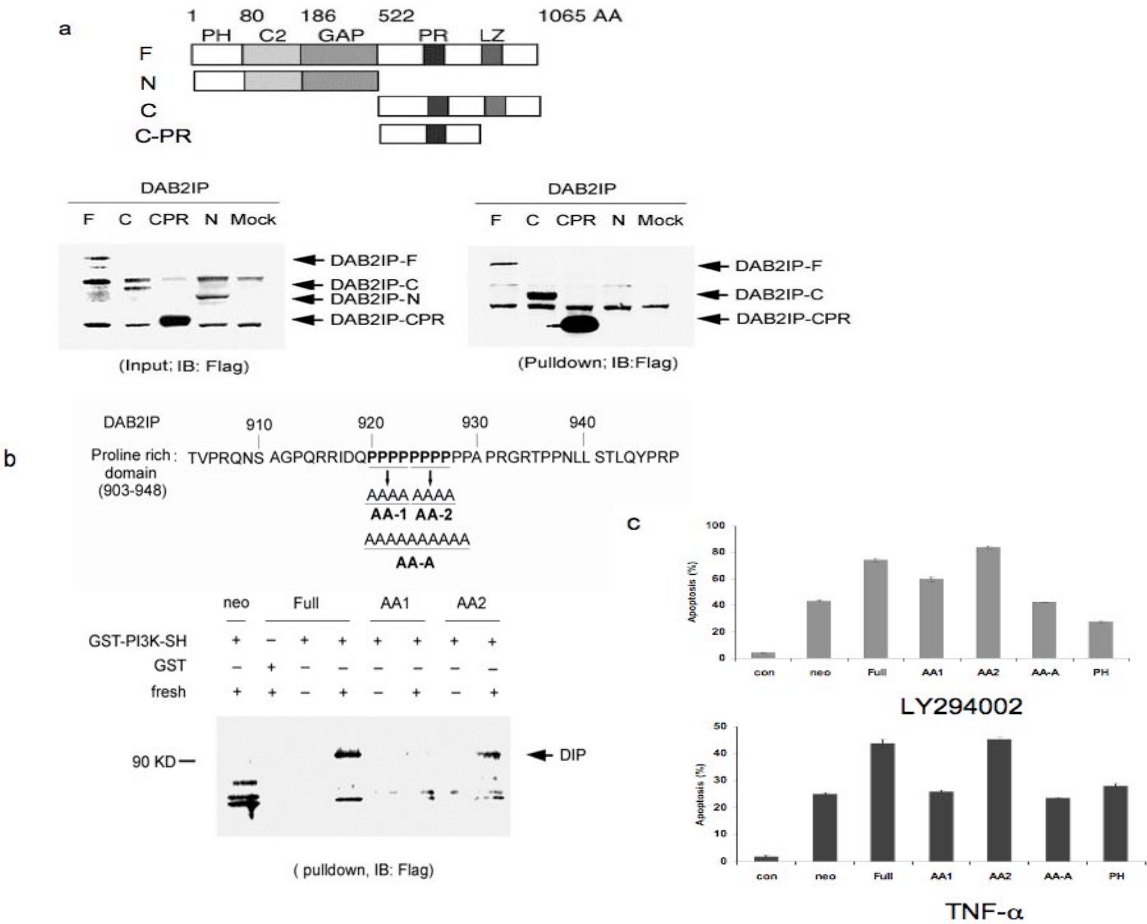 a
1 80 186 522 1065 AA
PH C2 GAP PR LZ
F
N
C
C-PR
DAB2IP
F C CPR N Mock
DAB2IP-F
DAB2IP-C
DAB2IP-N
DAB2IP-CPR
(Input; IB: Flag)
DAB2IP
F C CPR N Mock
DAB2IP-F
DAB2IP-C
DAB2IP-CPR
(Pulldown; IB:Flag)
b
DAB2IP 910 920 930 940
Proline rich : TVPRQNS AGPQRRIDQPPPPPPPPPPPA PRGRTPPNLL STLQYPRP
domain
(903-948)
AAAA AAAA
AA-1 AA-2
AAAAAAAAAA
AA-A
neo Full AA1 AA2
GST-PI3K-SH + – + + + + + +
GST – + – – – – – –
fresh + + – + – + – +
90 KD
DIP
( pulldown, IB: Flag)
c
Apoptosis (%)
100
80
60
40
20
0
con neo Full AA1 AA2 AA-A PH
LY294002
Apoptosis (%)
50
40
30
20
10
0
con neo Full AA1 AA2 AA-A PH
TNF-α